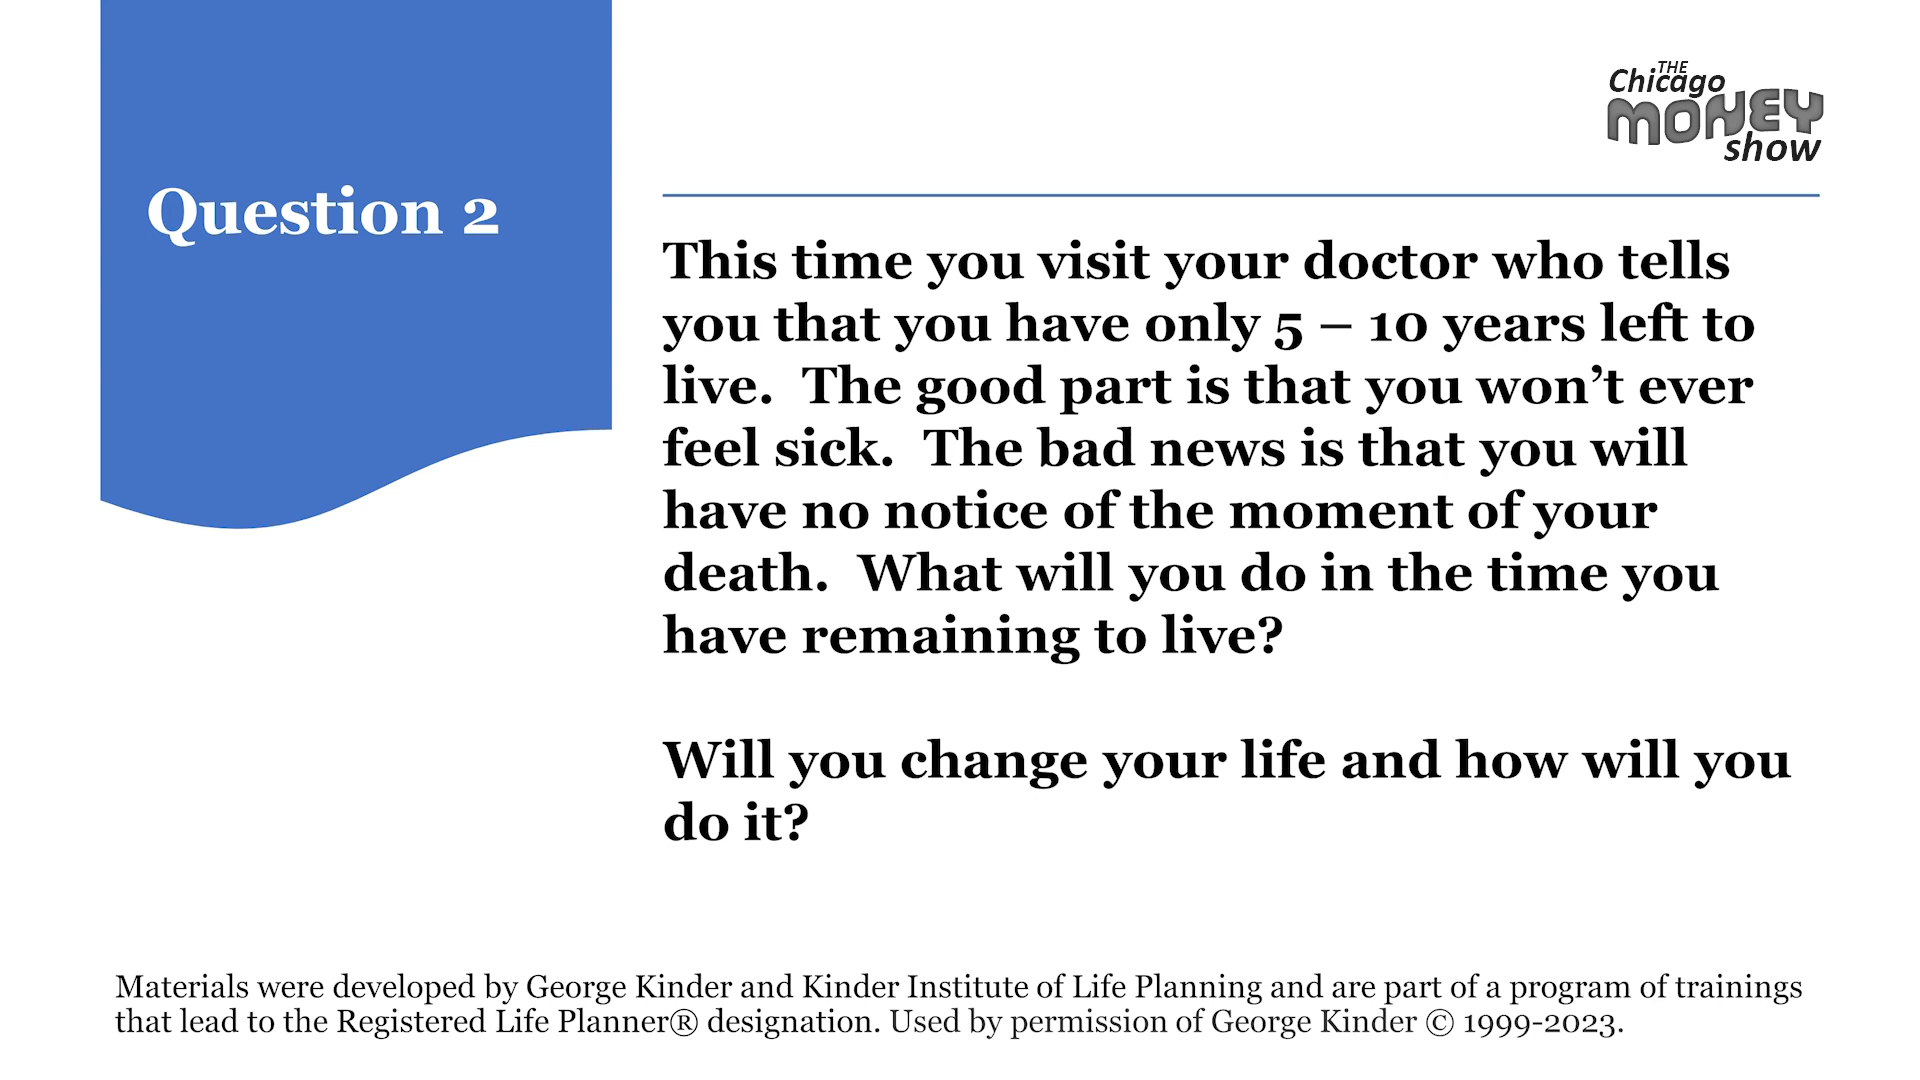 THE
Chicago
MONEY
show
Question 2
This time you visit your doctor who tells
you that you have only 5 – 10 years left to
live.  The good part is that you won’t ever
feel sick.  The bad news is that you will
have no notice of the moment of your
death.  What will you do in the time you
have remaining to live?
Will you change your life and how will you
do it?
Materials were developed by George Kinder and Kinder Institute of Life Planning and are part of a program of trainings
that lead to the Registered Life Planner® designation. Used by permission of George Kinder © 1999-2023.